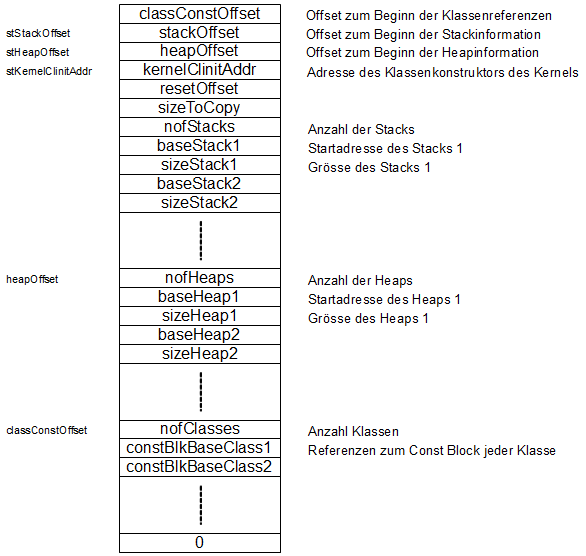 classConstOffset Offset zum Beginn der Klassenreferenzen
stStackOffset stackOffset Offset zum Beginn der Stackinformation
stHeapOffset heapOffset Offset zum Beginn der Heapinformation
stKernelClinitAddr kernelClinitAddr Adresse des Klassenkonstruktors des Kernels
resetOffset
sizeToCopy
nofStacks Anzahl der Stacks
baseStack1 Startadresse des Stacks 1
sizeStack1 Grösse des Stacks 1
baseStack2
sizeStack2
heapOffset nofHeaps Anzahl der Heaps
baseHeap1 Startadresse des Heaps 1
sizeHeap1 Grösse des Heaps 1
baseHeap2
sizeHeap2
classConstOffset nofClasses Anzahl Klassen
constBlkBaseClass1 Referenzen zum Const Block jeder Klasse
constBlkBaseClass2
0